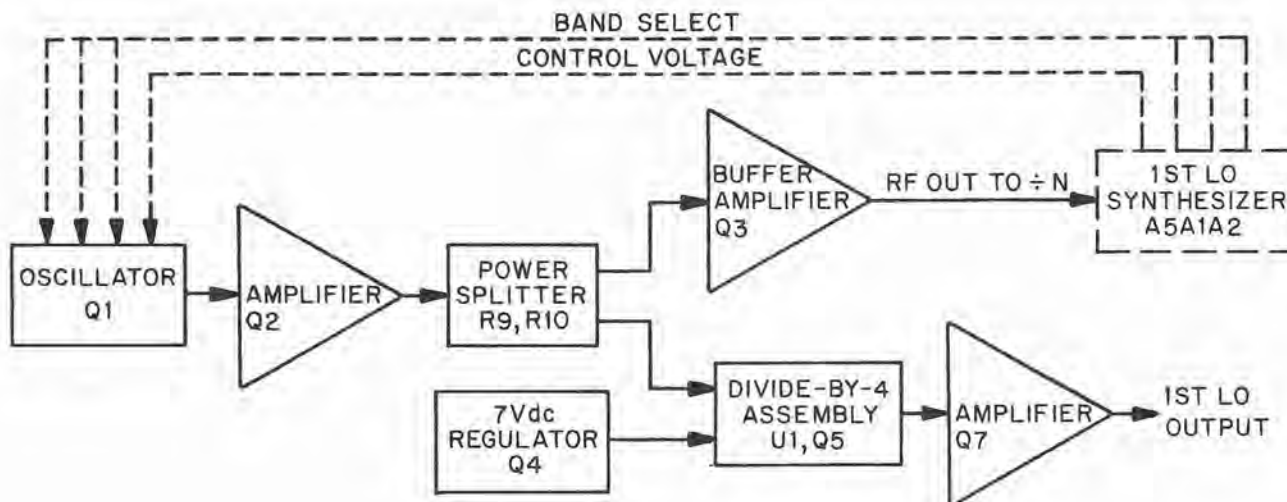 BAND SELECT
CONTROL VOLTAGE
OSCILLATOR
Q1
AMPLIFIER
Q2
POWER
SPLITTER
R9, R10
BUFFER
AMPLIFIER
Q3
RF OUT TO ÷ N
1ST LO
SYNTHESIZER
A5A1A2
7Vdc
REGULATOR
Q4
DIVIDE-BY-4
ASSEMBLY
U1, Q5
AMPLIFIER
Q7
1ST LO
OUTPUT